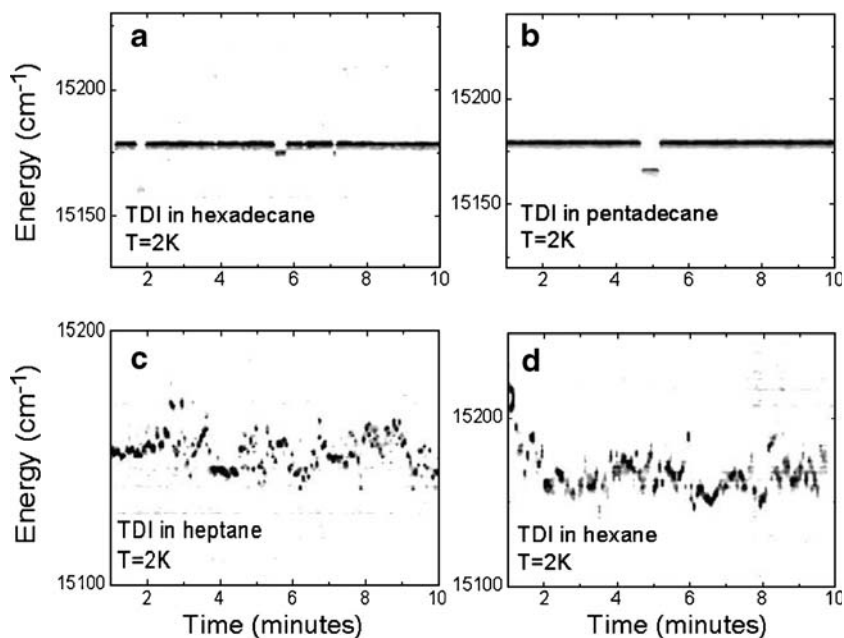 a
b
Energy (cm⁻¹)
15200
15150
TDI in hexadecane
T=2K
2 4 6 8 10
15200
15150
TDI in pentadecane
T=2K
2 4 6 8 10
c
d
Energy (cm⁻¹)
15200
15100
TDI in heptane
T=2K
2 4 6 8 10
Time (minutes)
15200
15100
TDI in hexane
T=2K
2 4 6 8 10
Time (minutes)